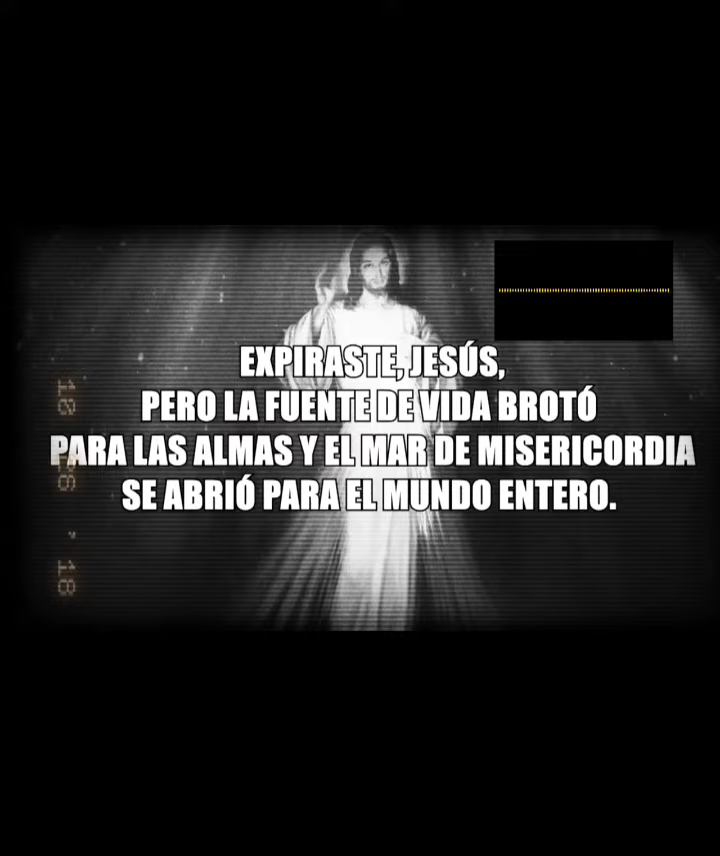 EXPIRASTE, JESÚS,
PERO LA FUENTE DE VIDA BROTÓ
PARA LAS ALMAS Y EL MAR DE MISERICORDIA
SE ABRIÓ PARA EL MUNDO ENTERO.